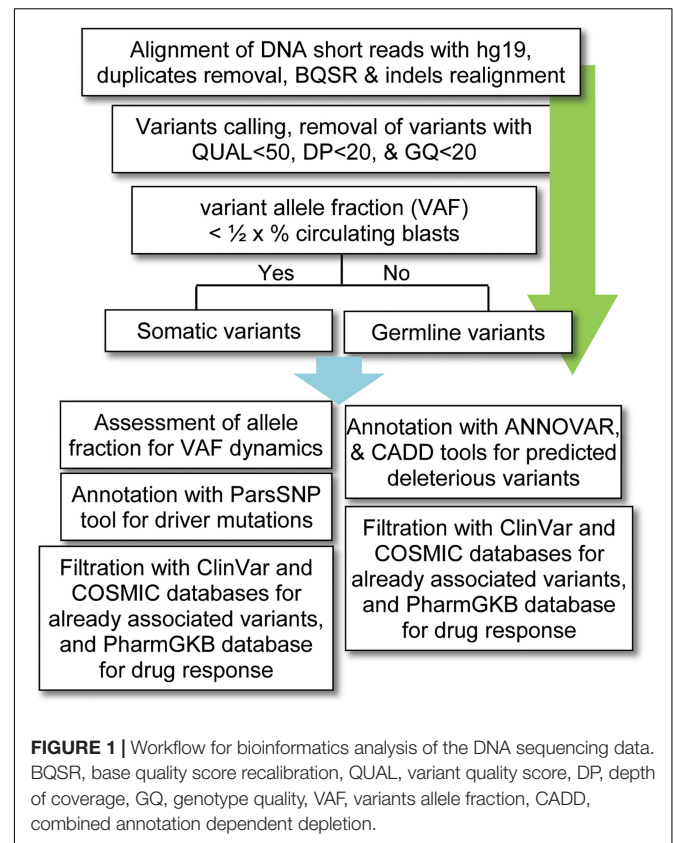 Alignment of DNA short reads with hg19,
duplicates removal, BQSR & indels realignment
Variants calling, removal of variants with
QUAL<50, DP<20, & GQ<20
variant allele fraction (VAF)
< ½ x % circulating blasts
Yes No
Somatic variants
Germline variants
Assessment of allele
fraction for VAF dynamics
Annotation with ParsSNP
tool for driver mutations
Filtration with ClinVar and
COSMIC databases for
already associated variants,
and PharmGKB database
for drug response
Annotation with ANNOVAR,
& CADD tools for predicted
deleterious variants
Filtration with ClinVar and
COSMIC databases for
already associated variants,
and PharmGKB database
for drug response
FIGURE 1 | Workflow for bioinformatics analysis of the DNA sequencing data.
BQSR, base quality score recalibration, QUAL, variant quality score, DP, depth
of coverage, GQ, genotype quality, VAF, variants allele fraction, CADD,
combined annotation dependent depletion.